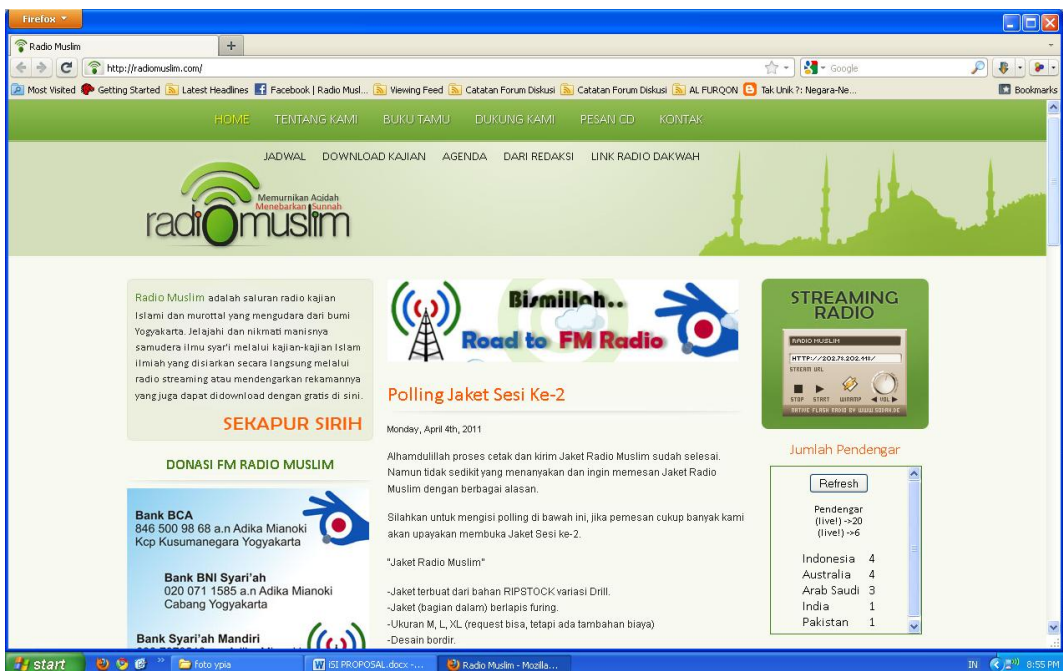 Firefox
Radio Muslim
http://radiomuslim.com/
Google
Most Visited Getting Started Latest Headlines Facebook | Radio Musl... Viewing Feed Catatan Forum Diskusi Catatan Forum Diskusi AL FURQON Tak Unik ?: Negara-Ne... Bookmarks
HOME TENTANG KAMI BUKU TAMU DUKUNG KAMI PESAN CD KONTAK
JADWAL DOWNLOAD KAJIAN AGENDA DARI REDAKSI LINK RADIO DAKWAH
Memurnikan Aqidah
Menebarkan Sunnah
radiomuslim
Radio Muslim adalah saluran radio kajian
Islami dan murottal yang mengudara dari bumi
Yogyakarta. Jelajahi dan nikmati manisnya
samudera ilmu syar'i melalui kajian-kajian Islam
ilmiah yang disiarkan secara langsung melalui
radio streaming atau mendengarkan rekamannya
yang juga dapat didownload dengan gratis di sini.
SEKAPUR SIRIH
DONASI FM RADIO MUSLIM
Bank BCA
846 500 98 68 a.n Adika Mianoki
Kcp Kusumanegara Yogyakarta
Bank BNI Syari'ah
020 071 1585 a.n Adika Mianoki
Cabang Yogyakarta
Bank Syari'ah Mandiri
Bismillah..
Road to FM Radio
Polling Jaket Sesi Ke-2
Monday, April 4th, 2011
Alhamdulillah proses cetak dan kirim Jaket Radio Muslim sudah selesai.
Namun tidak sedikit yang menanyakan dan ingin memesan Jaket Radio
Muslim dengan berbagai alasan.
Silahkan untuk mengisi polling di bawah ini, jika pemesan cukup banyak kami
akan upayakan membuka Jaket Sesi ke-2.
"Jaket Radio Muslim"
-Jaket terbuat dari bahan RIPSTOCK variasi Drill.
-Jaket (bagian dalam) berlapis furing.
-Ukuran M, L, XL (request bisa, tetapi ada tambahan biaya)
-Desain bordir.
STREAMING
RADIO
RADIO MUSLIM
STREAM URL
STOP START WINAMP VOL
NATIVE FLASH RADIO BY WWW.SODAH.DE
Jumlah Pendengar
Refresh
Pendengar
(live!) ->20
(live!) ->6
Indonesia 4
Australia 4
Arab Saudi 3
India 1
Pakistan 1
start
foto ypia
iSI PROPOSAL.docx -...
Radio Muslim - Mozilla...
IN
8:55 PM